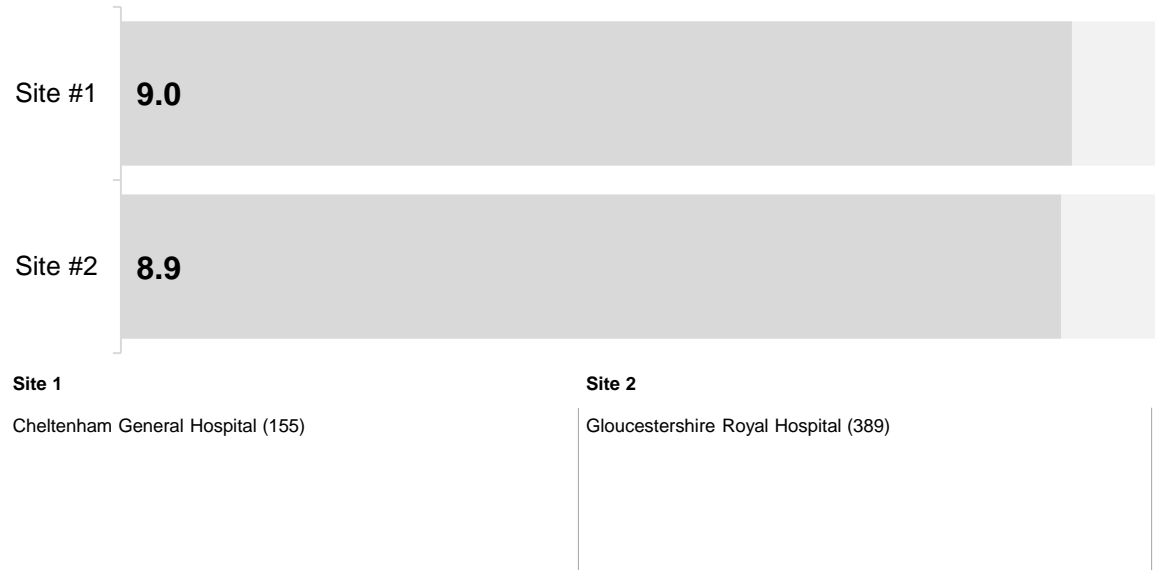 Site #1
9.0
Site #2
8.9
Site 1
Site 2
Cheltenham General Hospital (155)
Gloucestershire Royal Hospital (389)